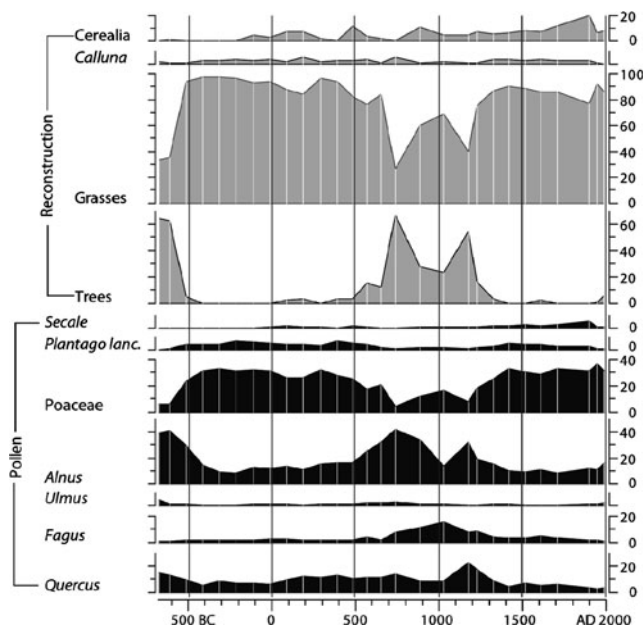 Reconstruction
Cerealia
20
0
Calluna
0
100
80
60
40
20
0
Grasses
60
40
20
0
Trees
Pollen
Secale
0
Plantago lanc.
0
40
20
0
Poaceae
40
20
0
Alnus
Ulmus
0
20
0
Fagus
20
0
Quercus
500 BC 0 500 1000 1500 AD 2000